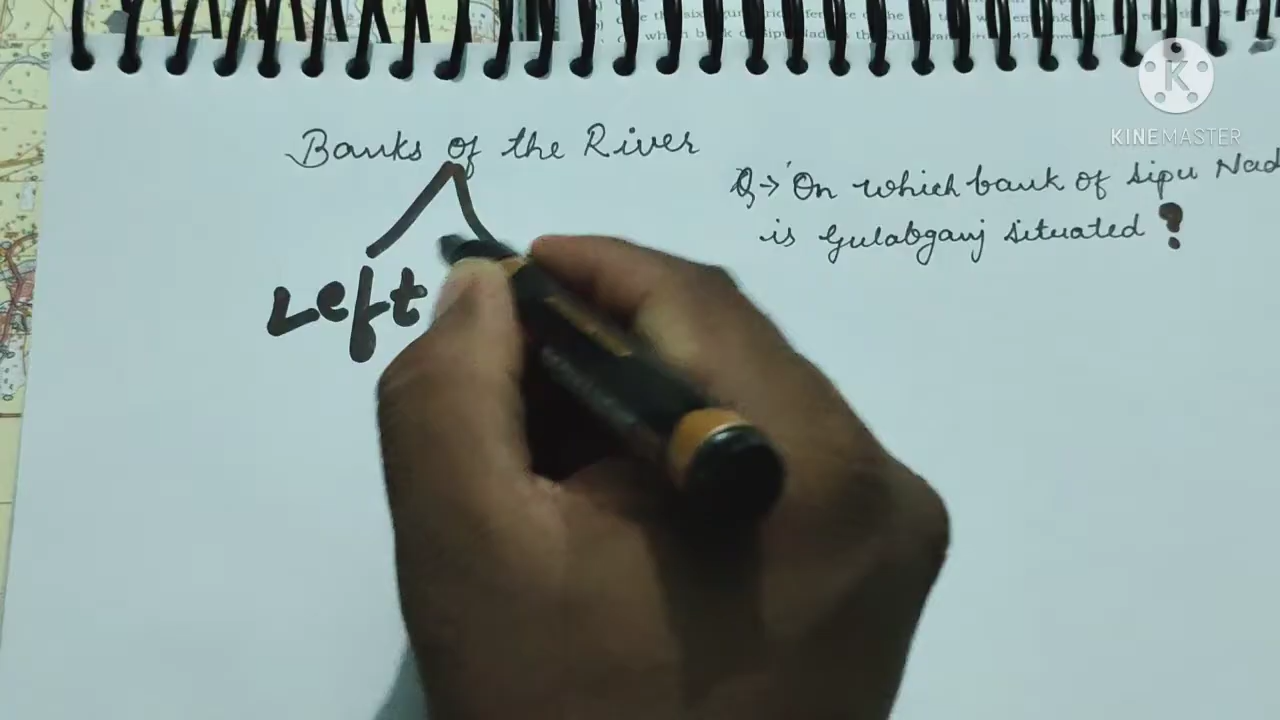 Banks of the River
Q→ On which bank of Sipu Nad
is Gulabganj situated ?
Left
KINEMASTER